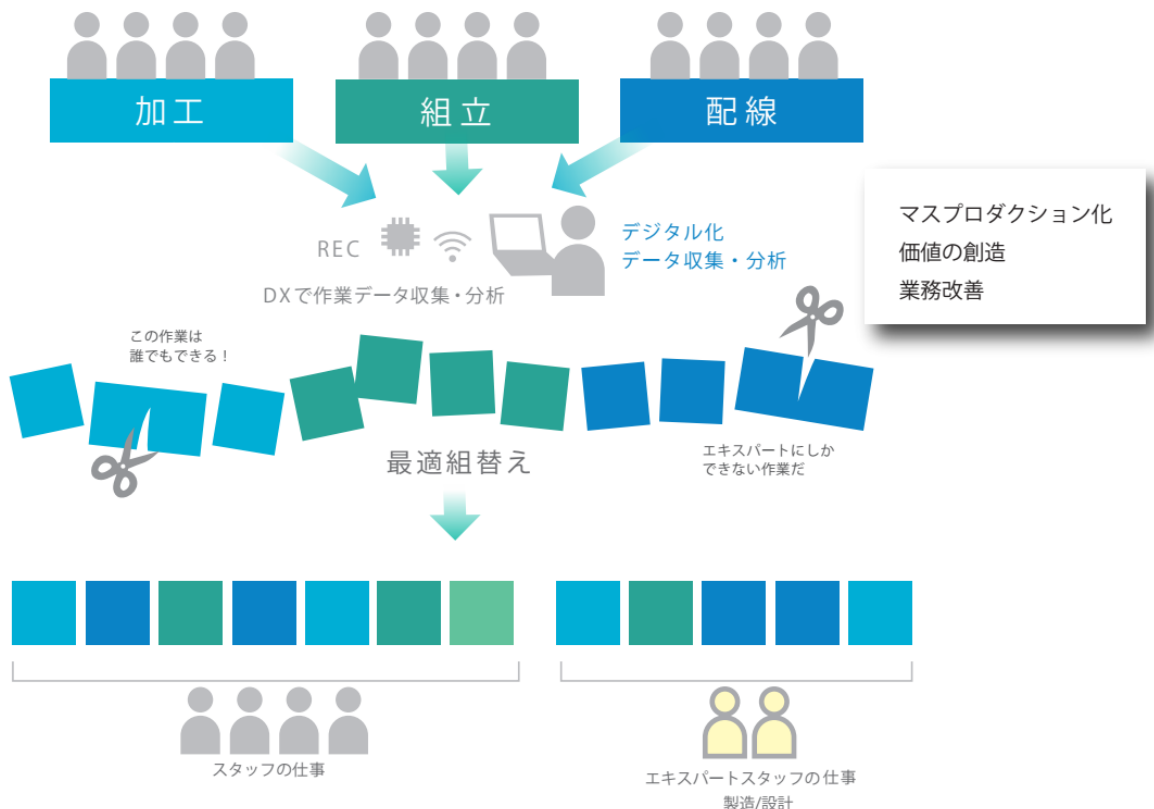 加工
組立
配線
REC
デジタル化
データ収集・分析
DXで作業データ収集・分析
マスプロダクション化
価値の創造
業務改善
この作業は
誰でもできる！
エキスパートにしか
できない作業だ
最適組替え
スタッフの仕事
エキスパートスタッフの仕事
製造/設計